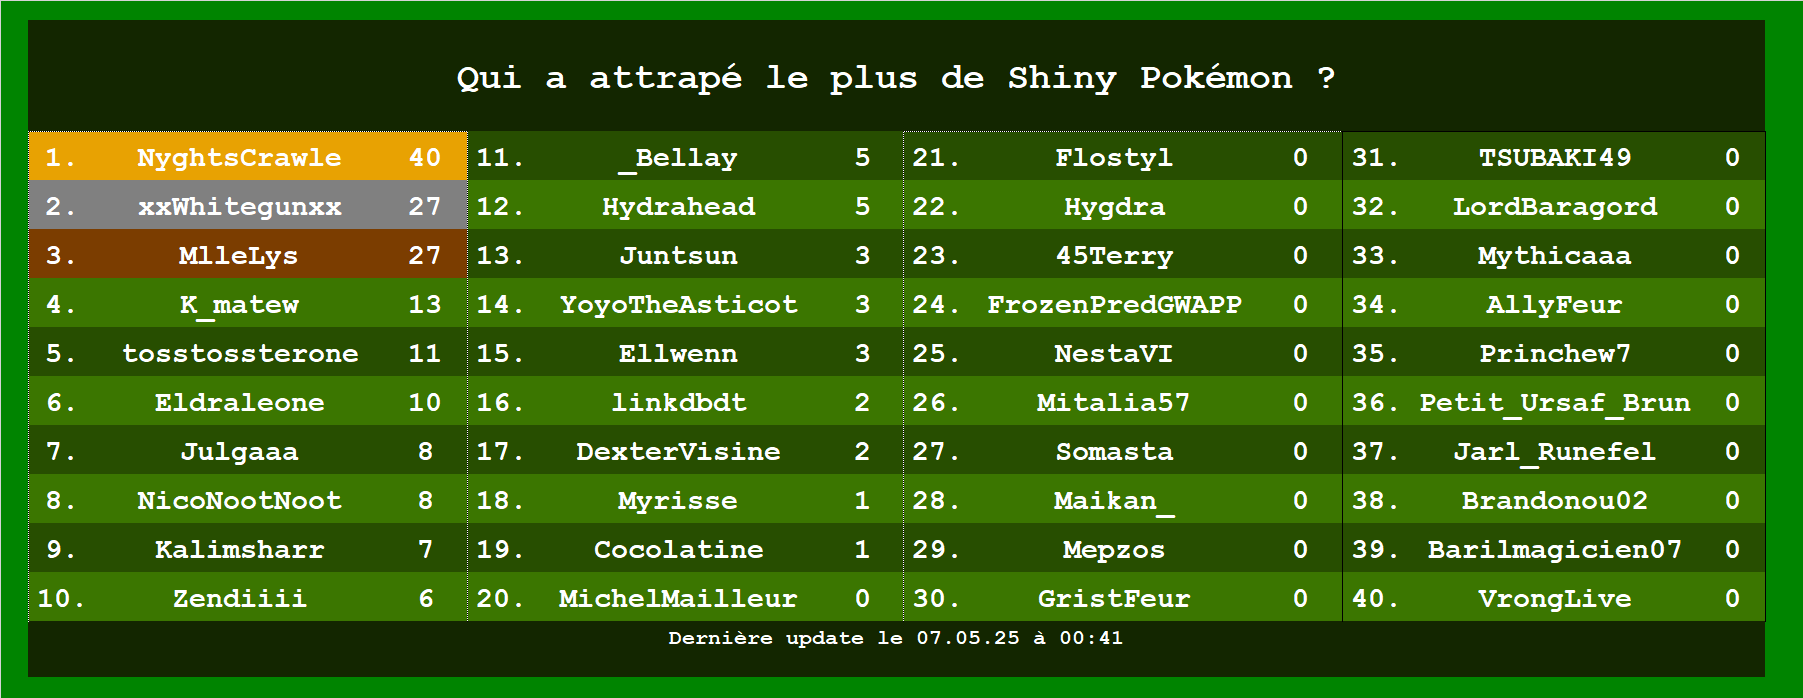 Qui a attrapé le plus de Shiny Pokémon ?
1. NyghtsCrawle 40
2. xxWhitegunxx 27
3. MlleLys 27
4. K_matew 13
5. tosstossterone 11
6. Eldraleone 10
7. Julgaaa 8
8. NicoNootNoot 8
9. Kalimsharr 7
10. Zendiiii 6
11. _Bellay 5
12. Hydrahead 5
13. Juntsun 3
14. YoyoTheAsticot 3
15. Ellwenn 3
16. linkdbdt 2
17. DexterVisine 2
18. Myrisse 1
19. Cocolatine 1
20. MichelMailleur 0
21. Flostyl 0
22. Hygdra 0
23. 45Terry 0
24. FrozenPredGWAPP 0
25. NestaVI 0
26. Mitalia57 0
27. Somasta 0
28. Maikan_ 0
29. Mepzos 0
30. GristFeur 0
31. TSUBAKI49 0
32. LordBaragord 0
33. Mythicaaa 0
34. AllyFeur 0
35. Princhew7 0
36. Petit_Ursaf_Brun 0
37. Jarl_Runefel 0
38. Brandonou02 0
39. Barilmagicien07 0
40. VrongLive 0
Dernière update le 07.05.25 à 00:41